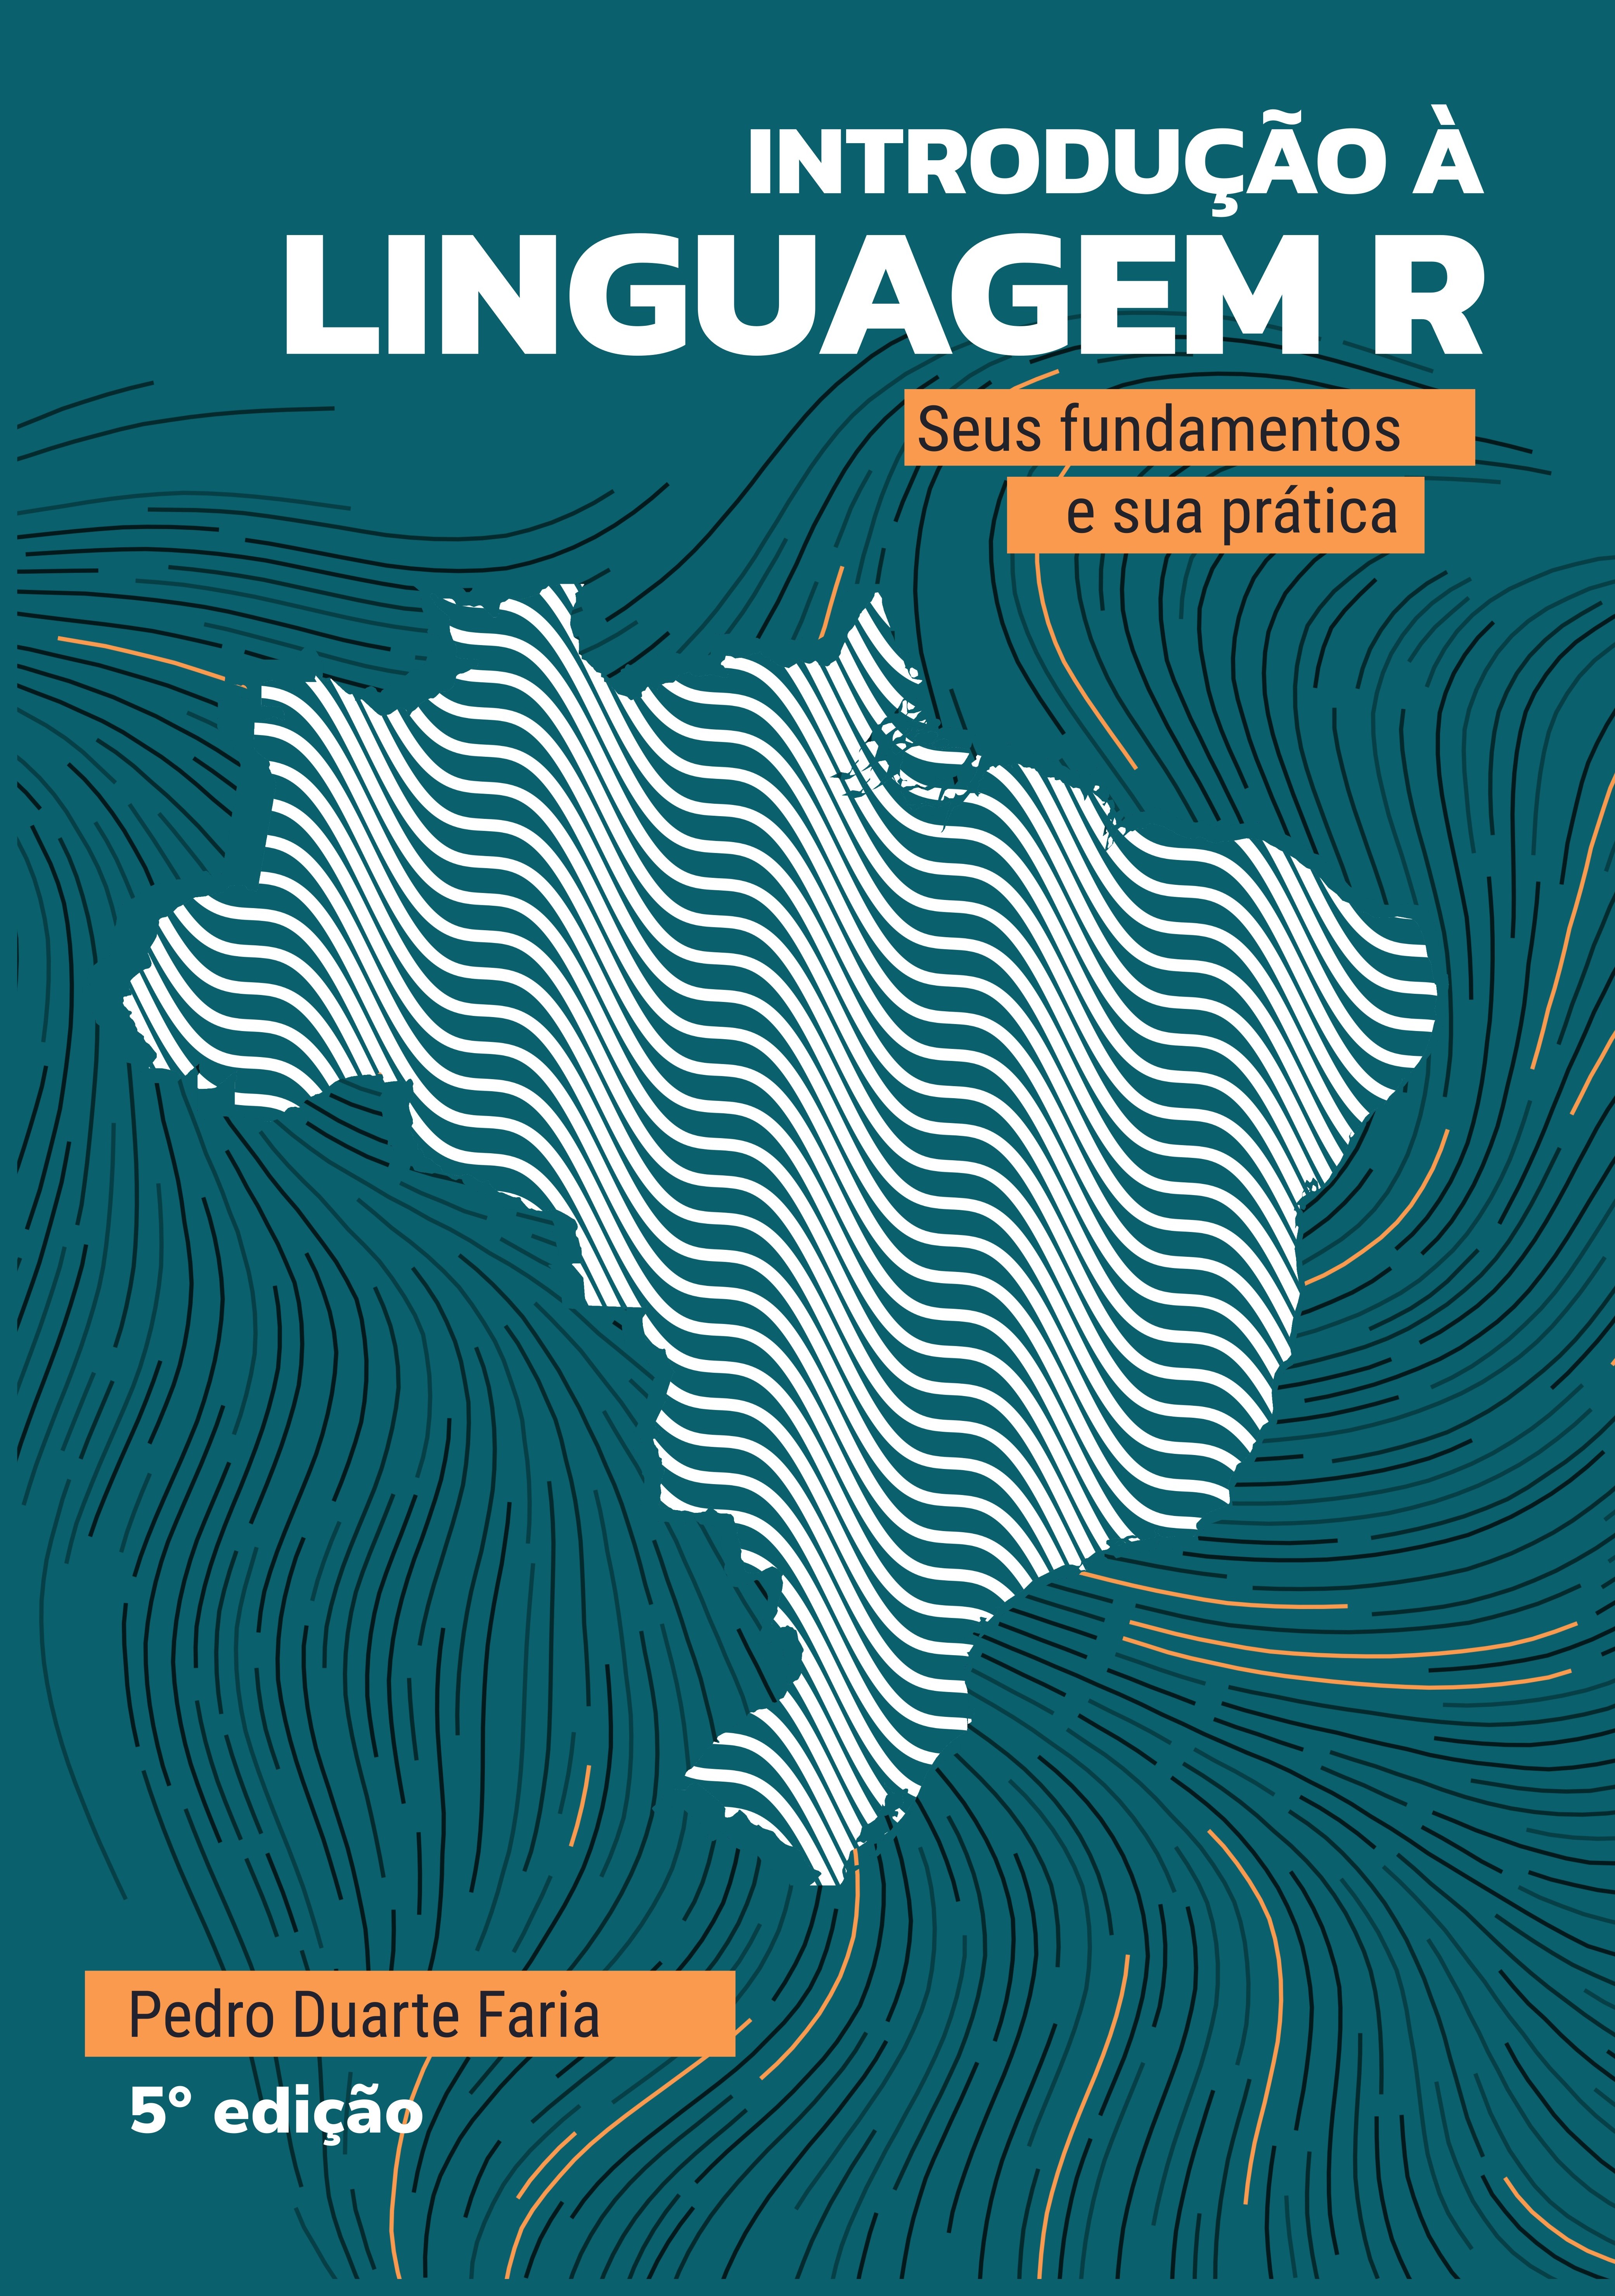 INTRODUÇÃO À
LINGUAGEM R
Seus fundamentos
e sua prática
Pedro Duarte Faria
5° edição